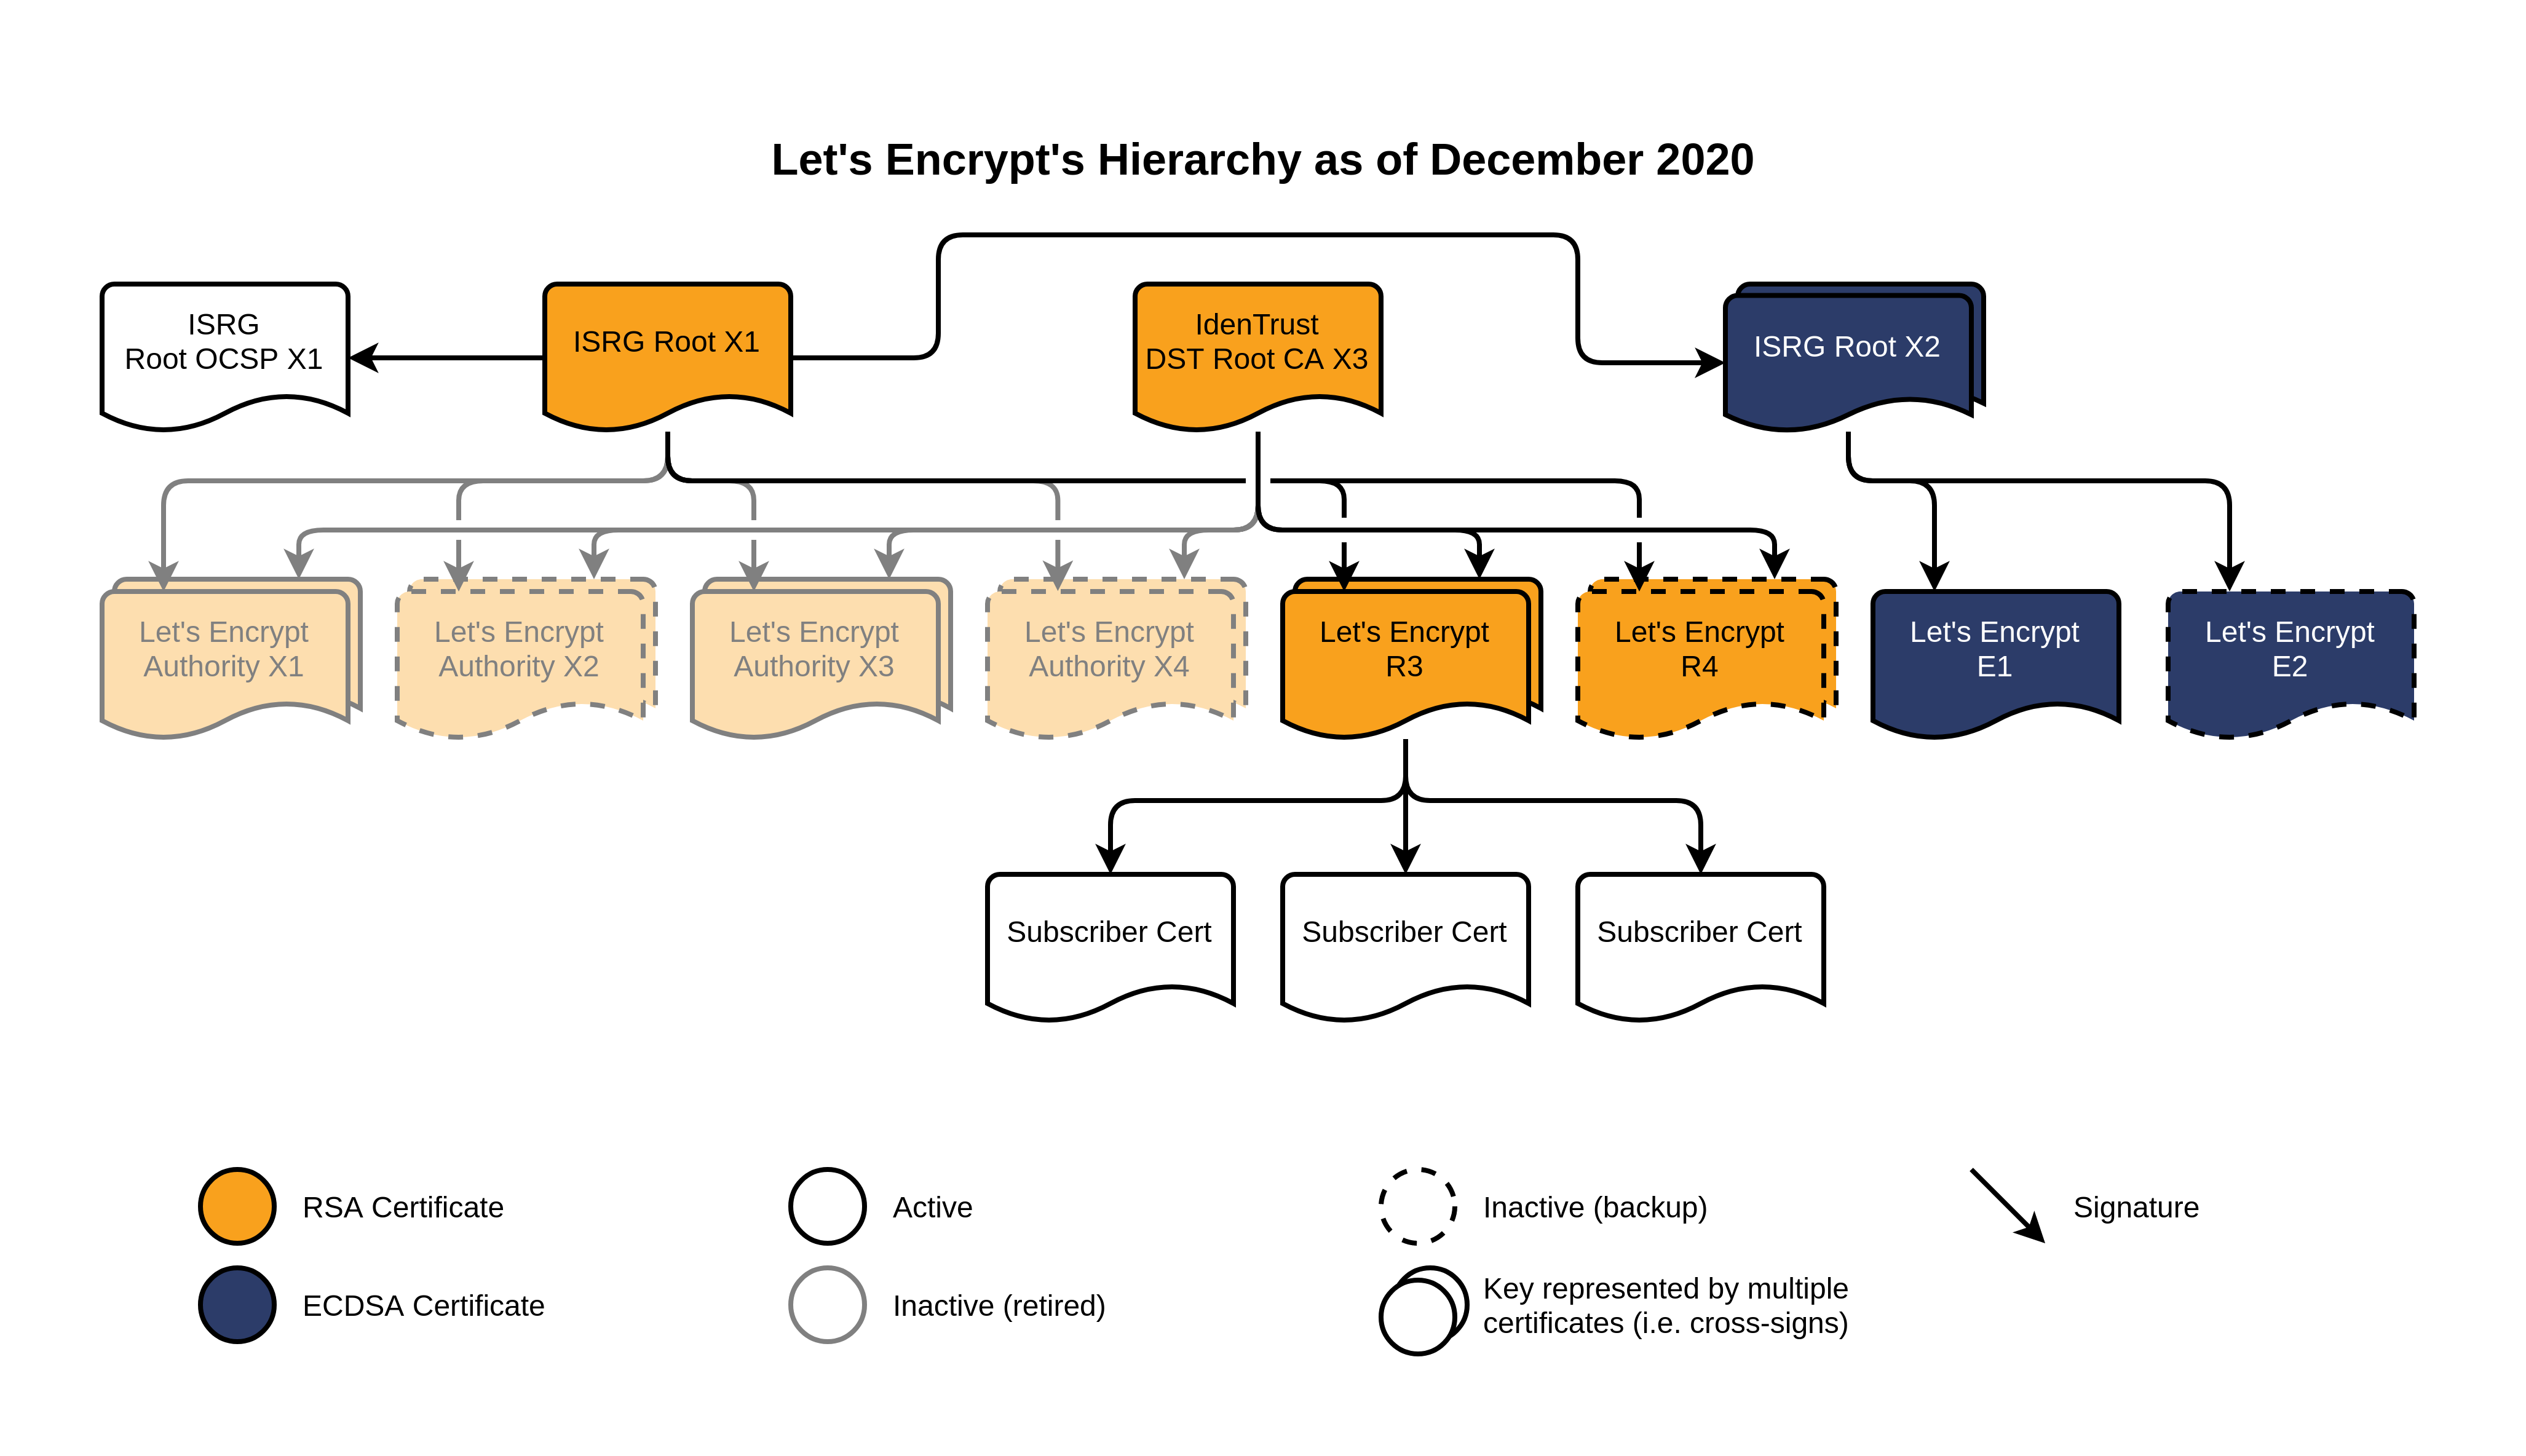 Let's Encrypt's Hierarchy as of December 2020
ISRG
Root OCSP X1
ISRG Root X1
IdenTrust
DST Root CA X3
ISRG Root X2
Let's Encrypt
Authority X1
Let's Encrypt
Authority X2
Let's Encrypt
Authority X3
Let's Encrypt
Authority X4
Let's Encrypt
R3
Let's Encrypt
R4
Let's Encrypt
E1
Let's Encrypt
E2
Subscriber Cert
Subscriber Cert
Subscriber Cert
RSA Certificate
Active
Inactive (backup)
Signature
ECDSA Certificate
Inactive (retired)
Key represented by multiple
certificates (i.e. cross-signs)